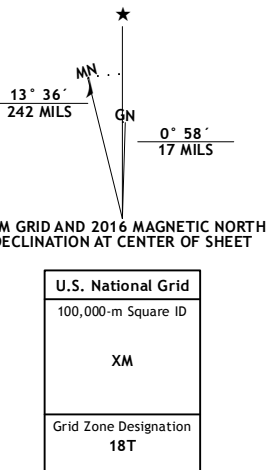 MN
GN
13° 36´
242 MILS
0° 58´
17 MILS
M GRID AND 2016 MAGNETIC NORTH
DECLINATION AT CENTER OF SHEET
U.S. National Grid
100,000-m Square ID
XM
Grid Zone Designation
18T